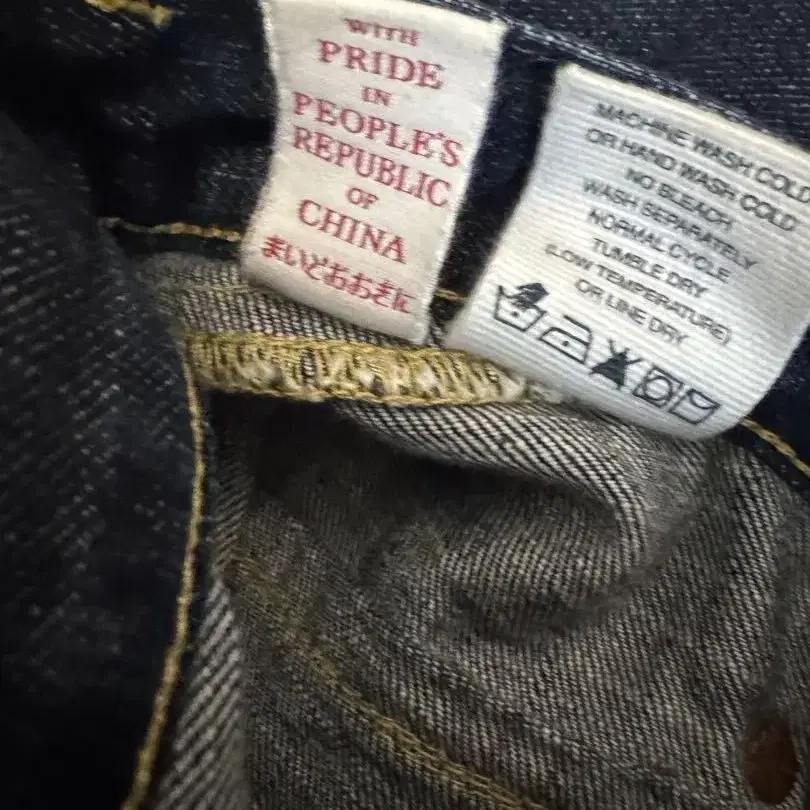 WITH
PRIDE
IN
PEOPLE'S
REPUBLIC
OF
CHINA
まいどおおきに
MACHINE WASH COLD
OR HAND WASH COLD
NO BLEACH
WASH SEPARATELY
NORMAL CYCLE
TUMBLE DRY
(LOW TEMPERATURE)
OR LINE DRY